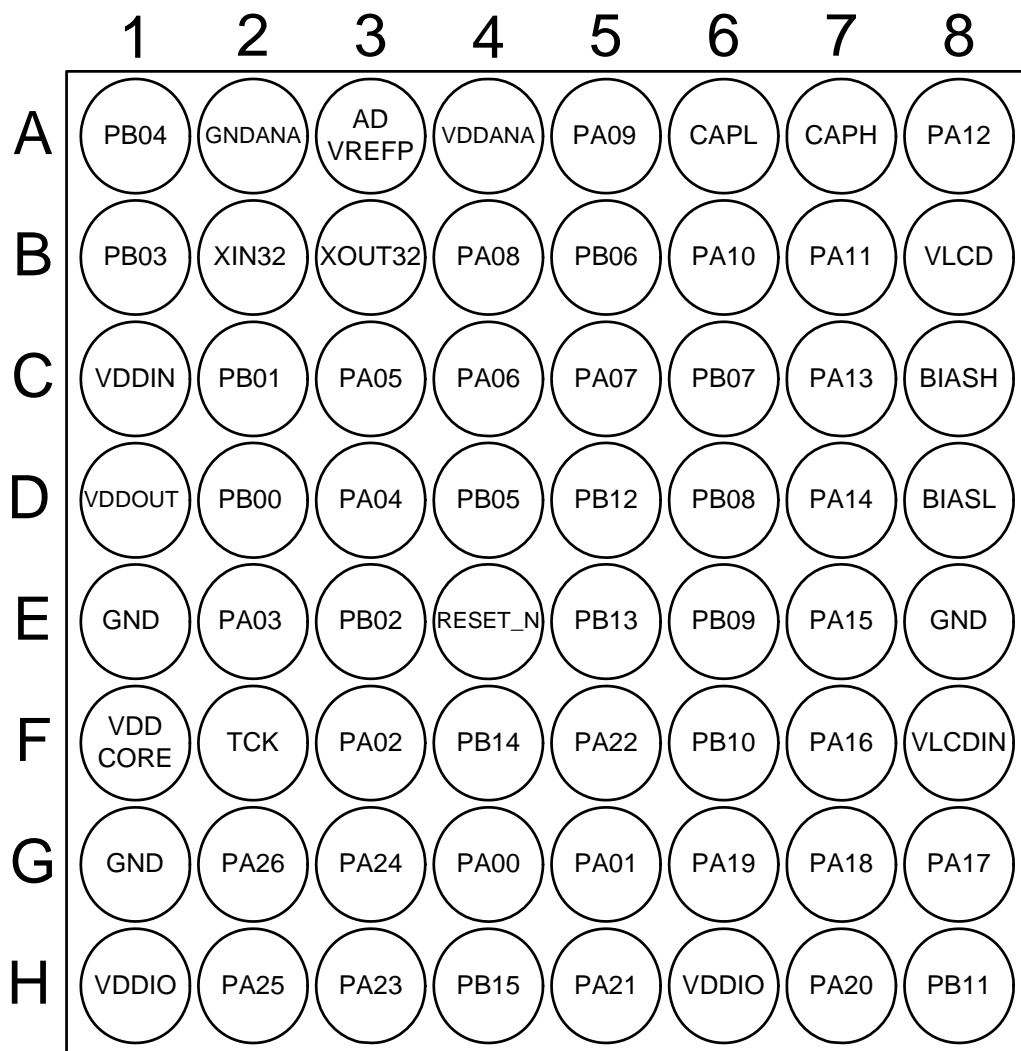 1 2 3 4 5 6 7 8
A PB04 GNDANA AD VREFP VDDANA PA09 CAPL CAPH PA12
B PB03 XIN32 XOUT32 PA08 PB06 PA10 PA11 VLCD
C VDDIN PB01 PA05 PA06 PA07 PB07 PA13 BIASH
D VDDOUT PB00 PA04 PB05 PB12 PB08 PA14 BIASL
E GND PA03 PB02 RESET_N PB13 PB09 PA15 GND
F VDD CORE TCK PA02 PB14 PA22 PB10 PA16 VLCDIN
G GND PA26 PA24 PA00 PA01 PA19 PA18 PA17
H VDDIO PA25 PA23 PB15 PA21 VDDIO PA20 PB11